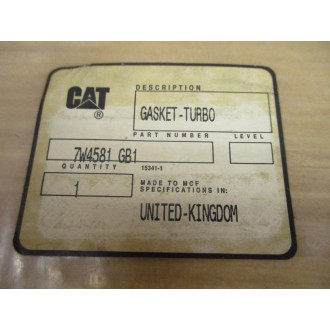 CAT
®
DESCRIPTION
GASKET-TURBO
PART NUMBER
LEVEL
7W4581 GB1
QUANTITY
15341-1
1
MADE TO MCF
SPECIFICATIONS IN:
UNITED-KINGDOM